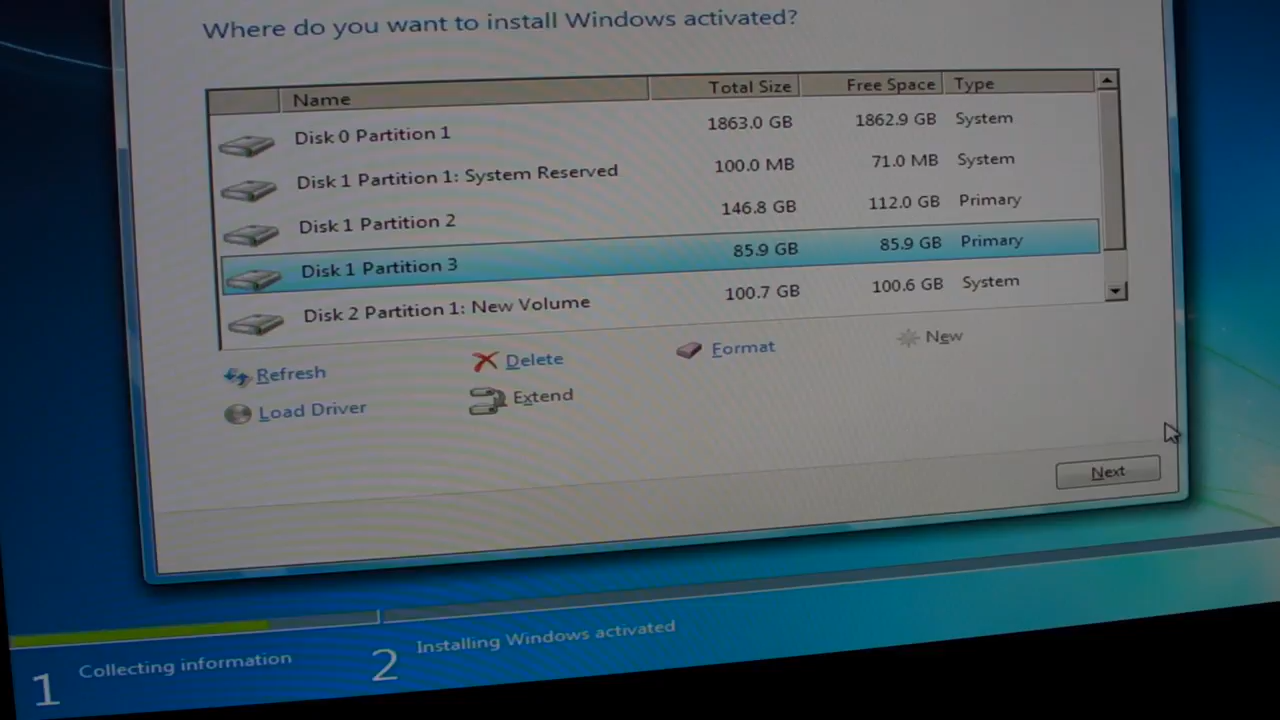 Where do you want to install Windows activated?
Name Total Size Free Space Type
Disk 0 Partition 1 1863.0 GB 1862.9 GB System
Disk 1 Partition 1: System Reserved 100.0 MB 71.0 MB System
Disk 1 Partition 2 146.8 GB 112.0 GB Primary
Disk 1 Partition 3 85.9 GB 85.9 GB Primary
Disk 2 Partition 1: New Volume 100.7 GB 100.6 GB System
Refresh Delete Format New
Load Driver Extend
Next
1 Collecting information 2 Installing Windows activated